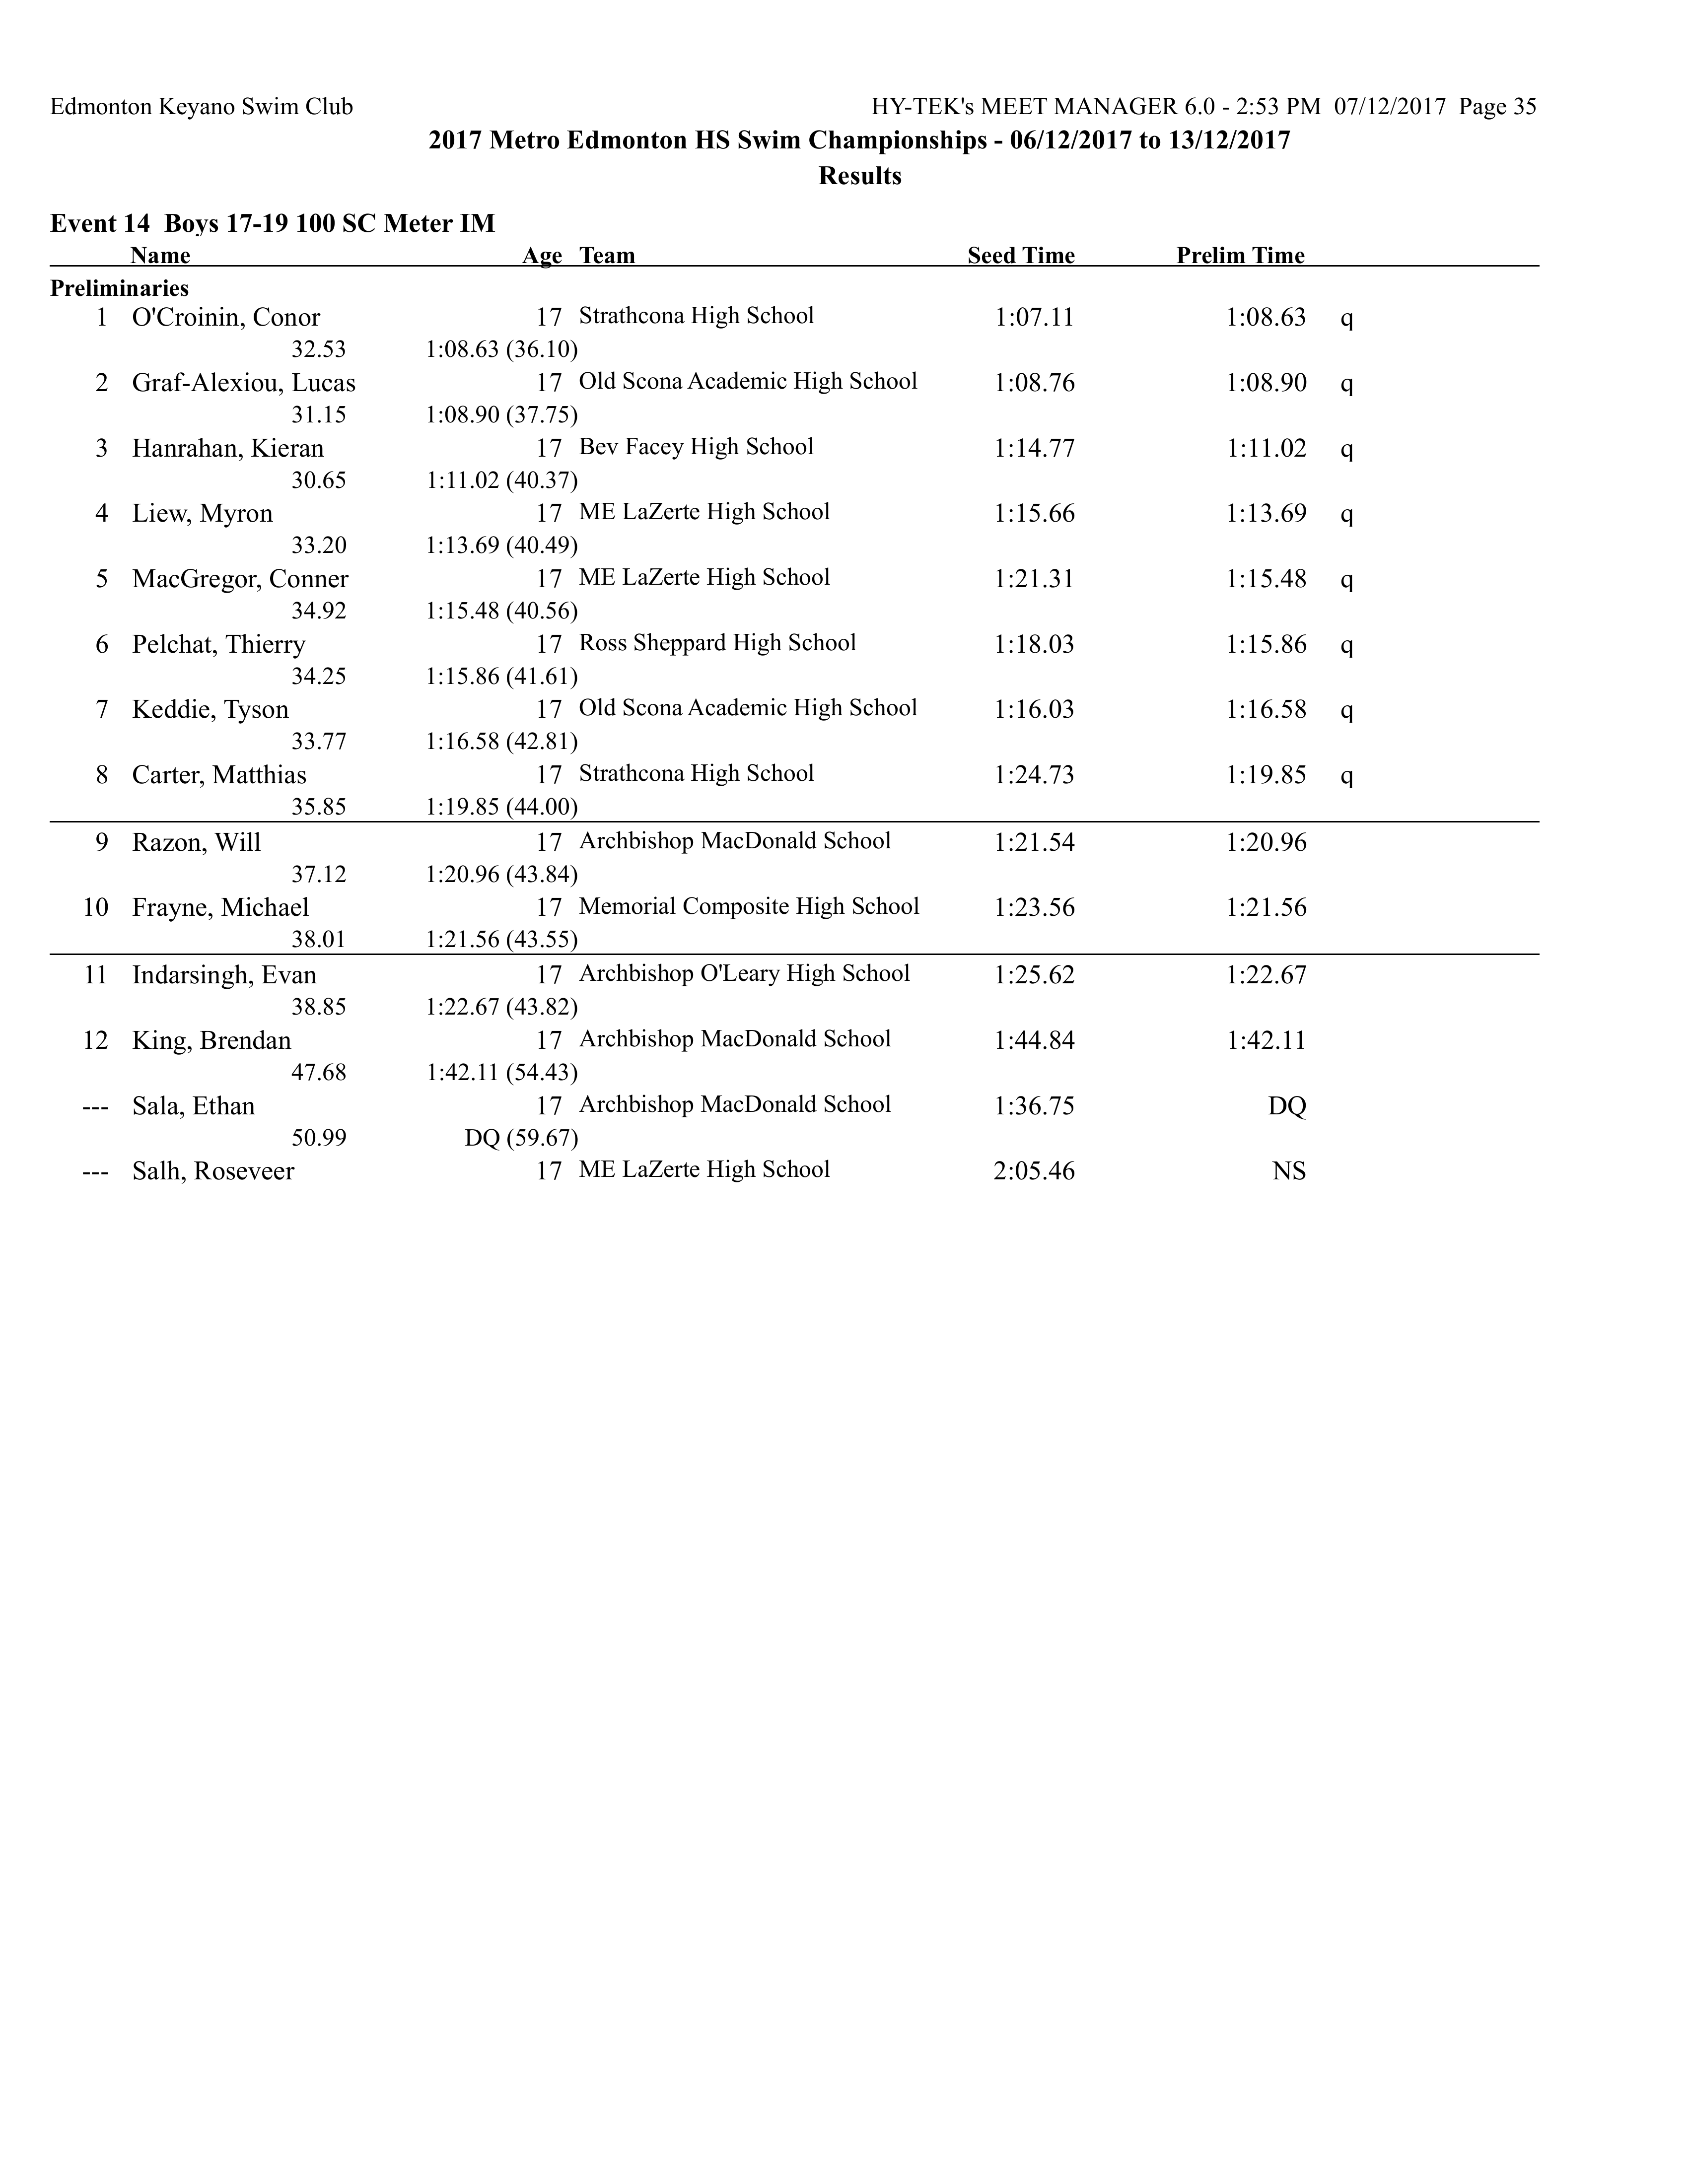 Edmonton Keyano Swim Club HY-TEK's MEET MANAGER 6.0 - 2:53 PM 07/12/2017 Page 35
2017 Metro Edmonton HS Swim Championships - 06/12/2017 to 13/12/2017
Results
Event 14 Boys 17-19 100 SC Meter IM
Name Age Team Seed Time Prelim Time
Preliminaries
1 O'Croinin, Conor 17 Strathcona High School 1:07.11 1:08.63 q
32.53 1:08.63 (36.10)
2 Graf-Alexiou, Lucas 17 Old Scona Academic High School 1:08.76 1:08.90 q
31.15 1:08.90 (37.75)
3 Hanrahan, Kieran 17 Bev Facey High School 1:14.77 1:11.02 q
30.65 1:11.02 (40.37)
4 Liew, Myron 17 ME LaZerte High School 1:15.66 1:13.69 q
33.20 1:13.69 (40.49)
5 MacGregor, Conner 17 ME LaZerte High School 1:21.31 1:15.48 q
34.92 1:15.48 (40.56)
6 Pelchat, Thierry 17 Ross Sheppard High School 1:18.03 1:15.86 q
34.25 1:15.86 (41.61)
7 Keddie, Tyson 17 Old Scona Academic High School 1:16.03 1:16.58 q
33.77 1:16.58 (42.81)
8 Carter, Matthias 17 Strathcona High School 1:24.73 1:19.85 q
35.85 1:19.85 (44.00)
9 Razon, Will 17 Archbishop MacDonald School 1:21.54 1:20.96
37.12 1:20.96 (43.84)
10 Frayne, Michael 17 Memorial Composite High School 1:23.56 1:21.56
38.01 1:21.56 (43.55)
11 Indarsingh, Evan 17 Archbishop O'Leary High School 1:25.62 1:22.67
38.85 1:22.67 (43.82)
12 King, Brendan 17 Archbishop MacDonald School 1:44.84 1:42.11
47.68 1:42.11 (54.43)
--- Sala, Ethan 17 Archbishop MacDonald School 1:36.75 DQ
50.99 DQ (59.67)
--- Salh, Roseveer 17 ME LaZerte High School 2:05.46 NS